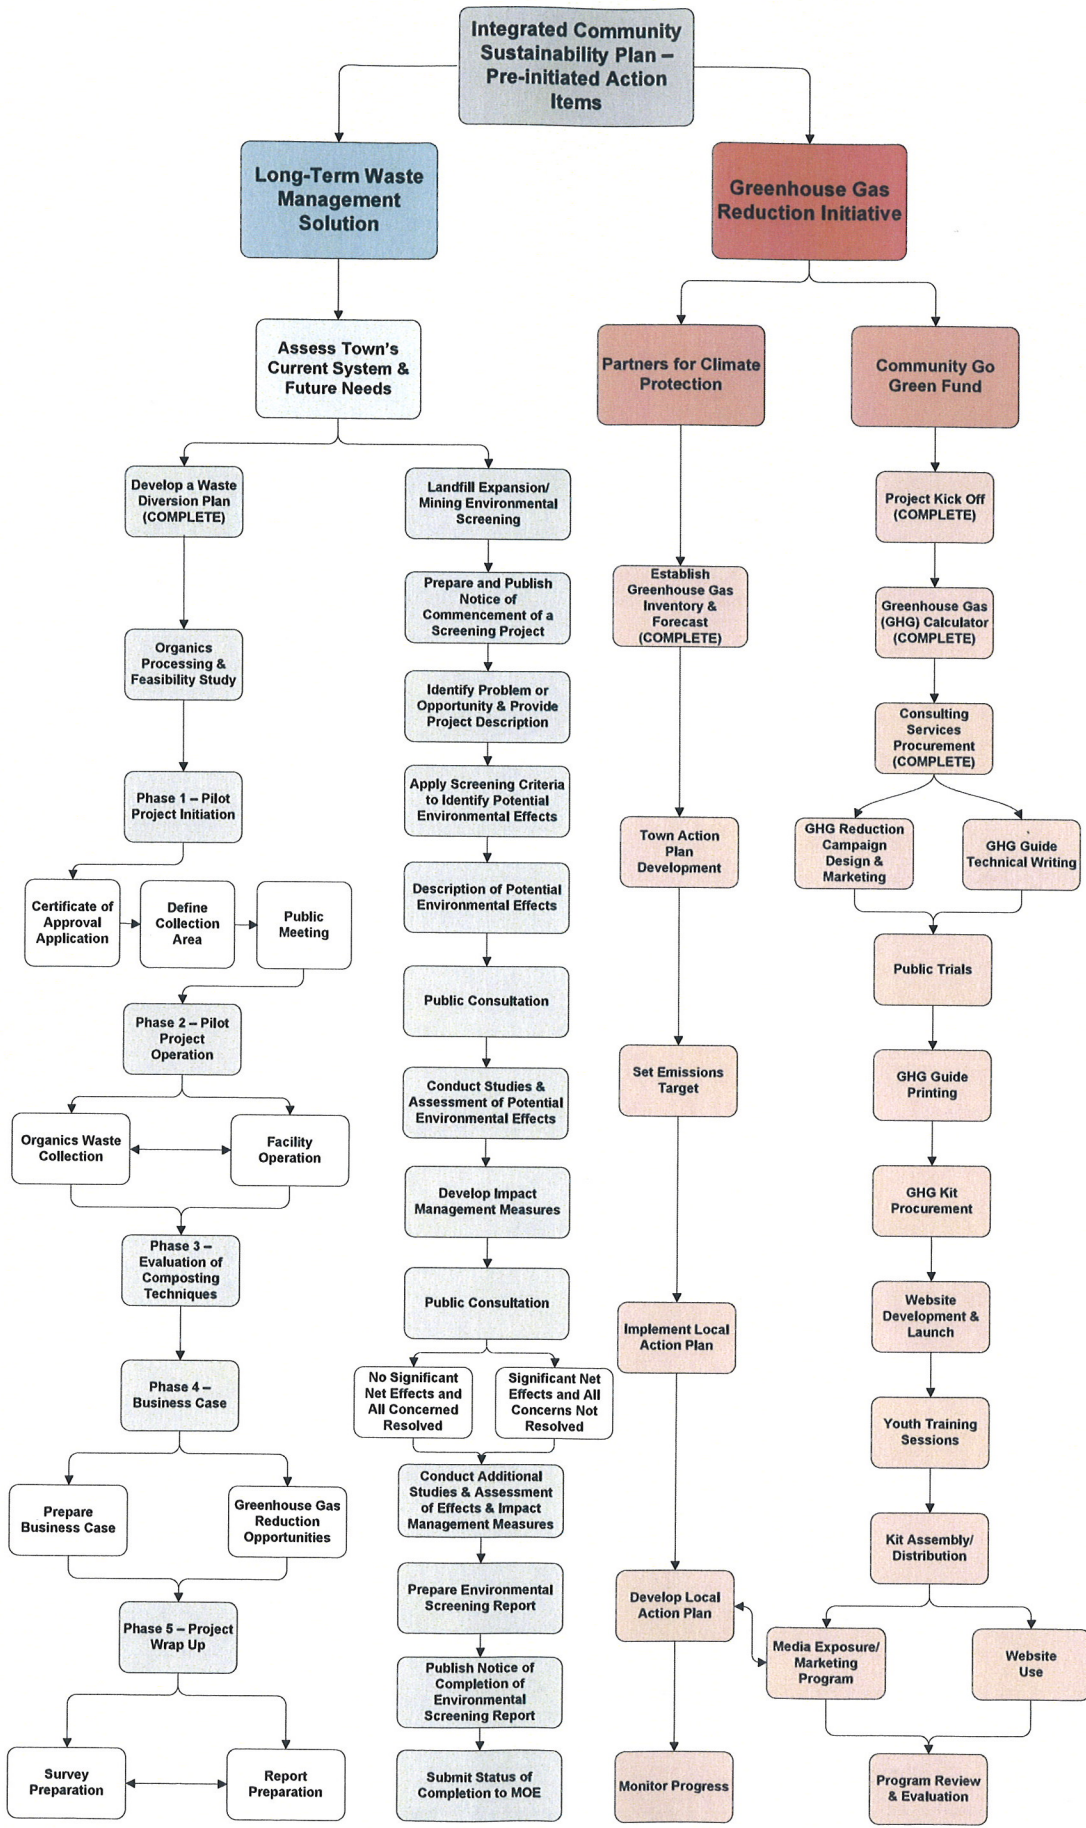 Integrated Community
Sustainability Plan –
Pre-initiated Action
Items
Long-Term Waste
Management
Solution
Greenhouse Gas
Reduction Initiative
Assess Town's
Current System &
Future Needs
Partners for Climate
Protection
Community Go
Green Fund
Develop a Waste
Diversion Plan
(COMPLETE)
Organics
Processing &
Feasibility Study
Phase 1 – Pilot
Project Initiation
Certificate of
Approval
Application
Define
Collection
Area
Public
Meeting
Phase 2 – Pilot
Project
Operation
Organics Waste
Collection
Facility
Operation
Phase 3 –
Evaluation of
Composting
Techniques
Phase 4 –
Business Case
Prepare
Business Case
Greenhouse Gas
Reduction
Opportunities
Phase 5 – Project
Wrap Up
Survey
Preparation
Report
Preparation
Landfill Expansion/
Mining Environmental
Screening
Prepare and Publish
Notice of
Commencement of a
Screening Project
Identify Problem or
Opportunity & Provide
Project Description
Apply Screening Criteria
to Identify Potential
Environmental Effects
Description of Potential
Environmental Effects
Public Consultation
Conduct Studies &
Assessment of Potential
Environmental Effects
Develop Impact
Management Measures
Public Consultation
No Significant
Net Effects and
All Concerned
Resolved
Significant Net
Effects and All
Concerns Not
Resolved
Conduct Additional
Studies & Assessment
of Effects & Impact
Management Measures
Prepare Environmental
Screening Report
Publish Notice of
Completion of
Environmental
Screening Report
Submit Status of
Completion to MOE
Establish
Greenhouse Gas
Inventory &
Forecast
(COMPLETE)
Town Action
Plan
Development
Set Emissions
Target
Implement Local
Action Plan
Develop Local
Action Plan
Monitor Progress
Project Kick Off
(COMPLETE)
Greenhouse Gas
(GHG) Calculator
(COMPLETE)
Consulting
Services
Procurement
(COMPLETE)
GHG Reduction
Campaign
Design &
Marketing
GHG Guide
Technical Writing
Public Trials
GHG Guide
Printing
GHG Kit
Procurement
Website
Development &
Launch
Youth Training
Sessions
Kit Assembly/
Distribution
Media Exposure/
Marketing
Program
Website
Use
Program Review
& Evaluation